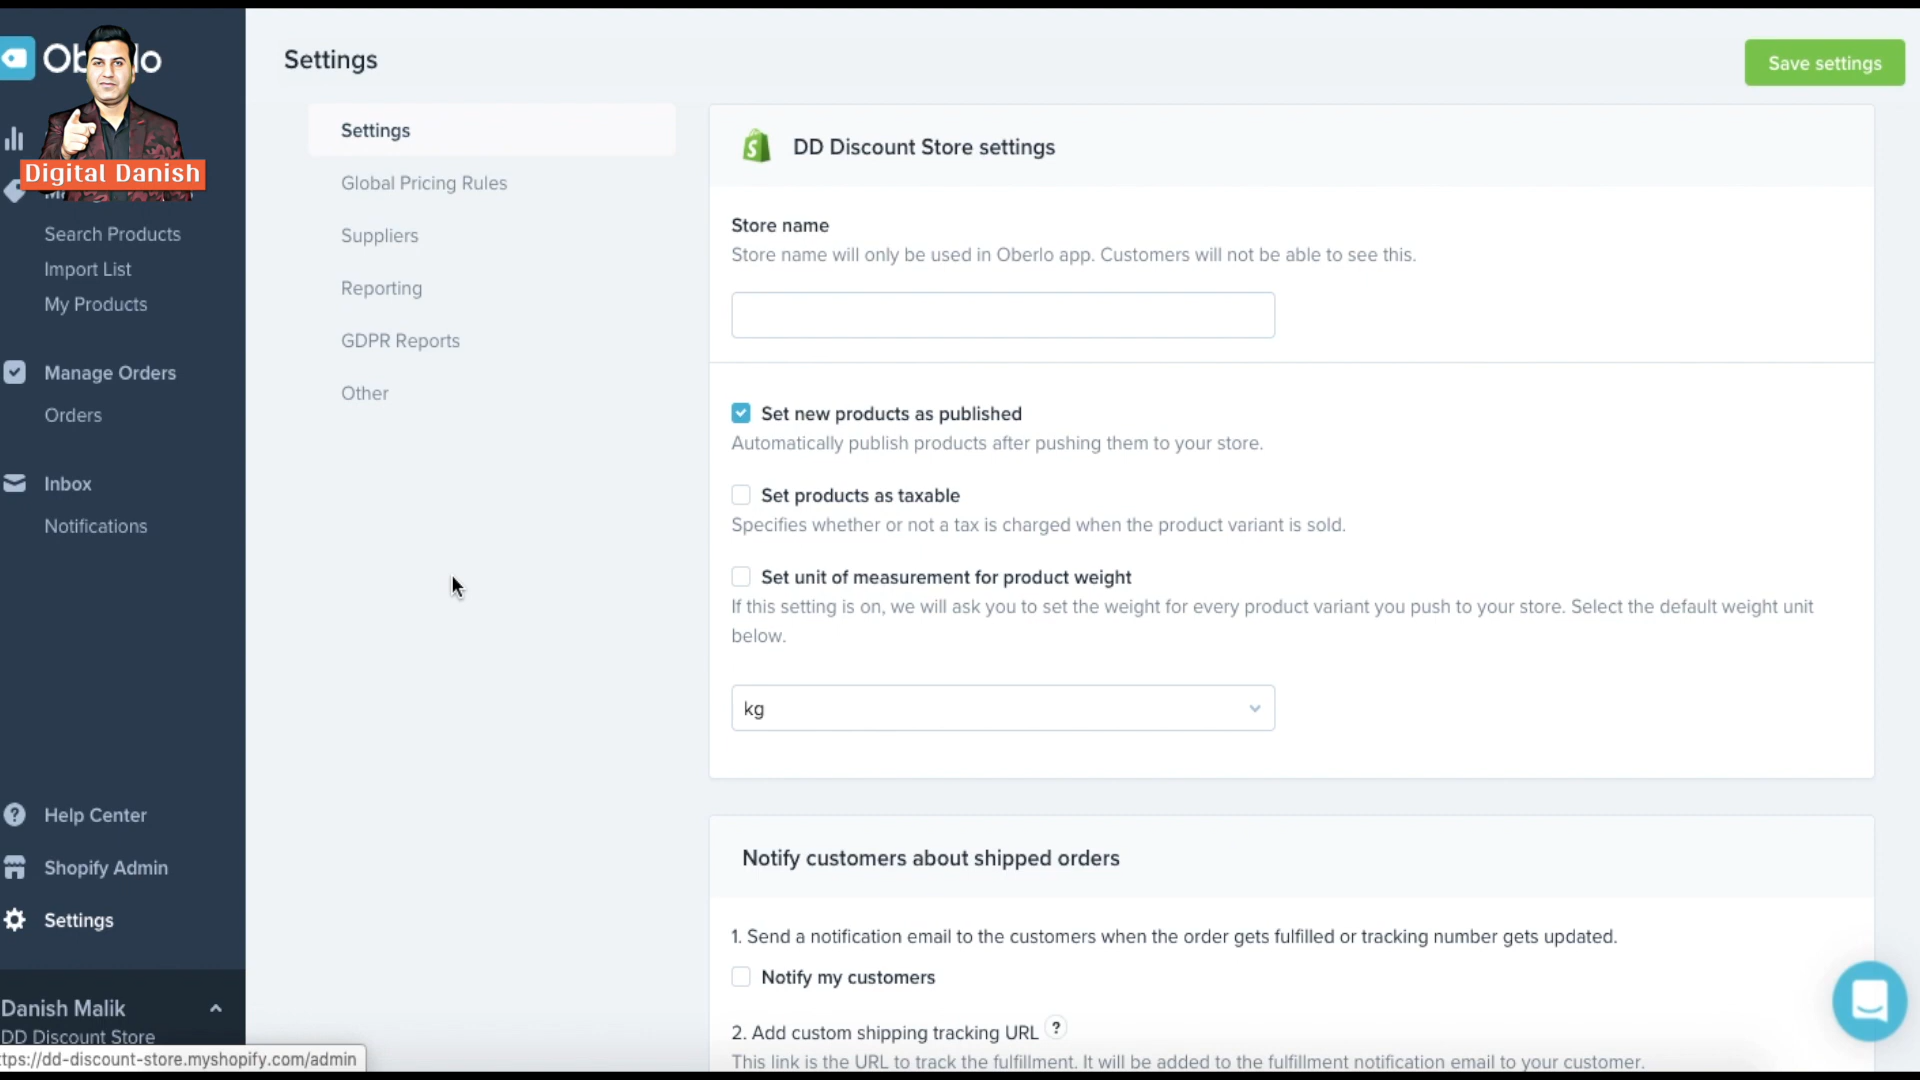 Settings
Save settings
Digital Danish
Search Products
Import List
My Products
Manage Orders
Orders
Inbox
Notifications
Help Center
Shopify Admin
Settings
Danish Malik
DD Discount Store
tps://dd-discount-store.myshopify.com/admin
Settings
Global Pricing Rules
Suppliers
Reporting
GDPR Reports
Other
DD Discount Store settings
Store name
Store name will only be used in Oberlo app. Customers will not be able to see this.
Set new products as published
Automatically publish products after pushing them to your store.
Set products as taxable
Specifies whether or not a tax is charged when the product variant is sold.
Set unit of measurement for product weight
If this setting is on, we will ask you to set the weight for every product variant you push to your store. Select the default weight unit
below.
kg
Notify customers about shipped orders
1. Send a notification email to the customers when the order gets fulfilled or tracking number gets updated.
Notify my customers
2. Add custom shipping tracking URL ?
This link is the URL to track the fulfillment. It will be added to the fulfillment notification email to your customer.